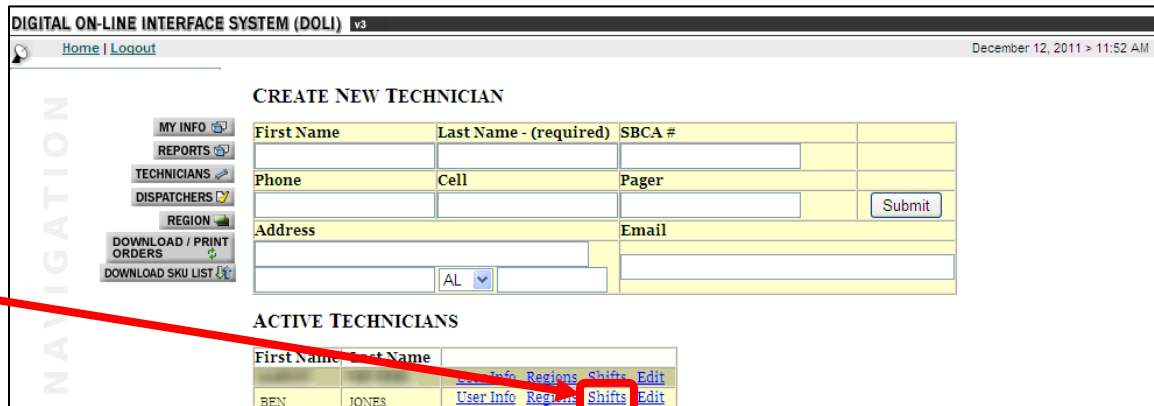 DIGITAL ON-LINE INTERFACE SYSTEM (DOLI) v3
Home | Logout December 12, 2011 > 11:52 AM
NAVIGATION
MY INFO
REPORTS
TECHNICIANS
DISPATCHERS
REGION
DOWNLOAD / PRINT
ORDERS
DOWNLOAD SKU LIST
CREATE NEW TECHNICIAN
First Name Last Name - (required) SBCA #
Phone Cell Pager
Submit
Address Email
AL
ACTIVE TECHNICIANS
First Name Last Name
User Info Regions Shifts Edit
BEN JONES User Info Regions Shifts Edit